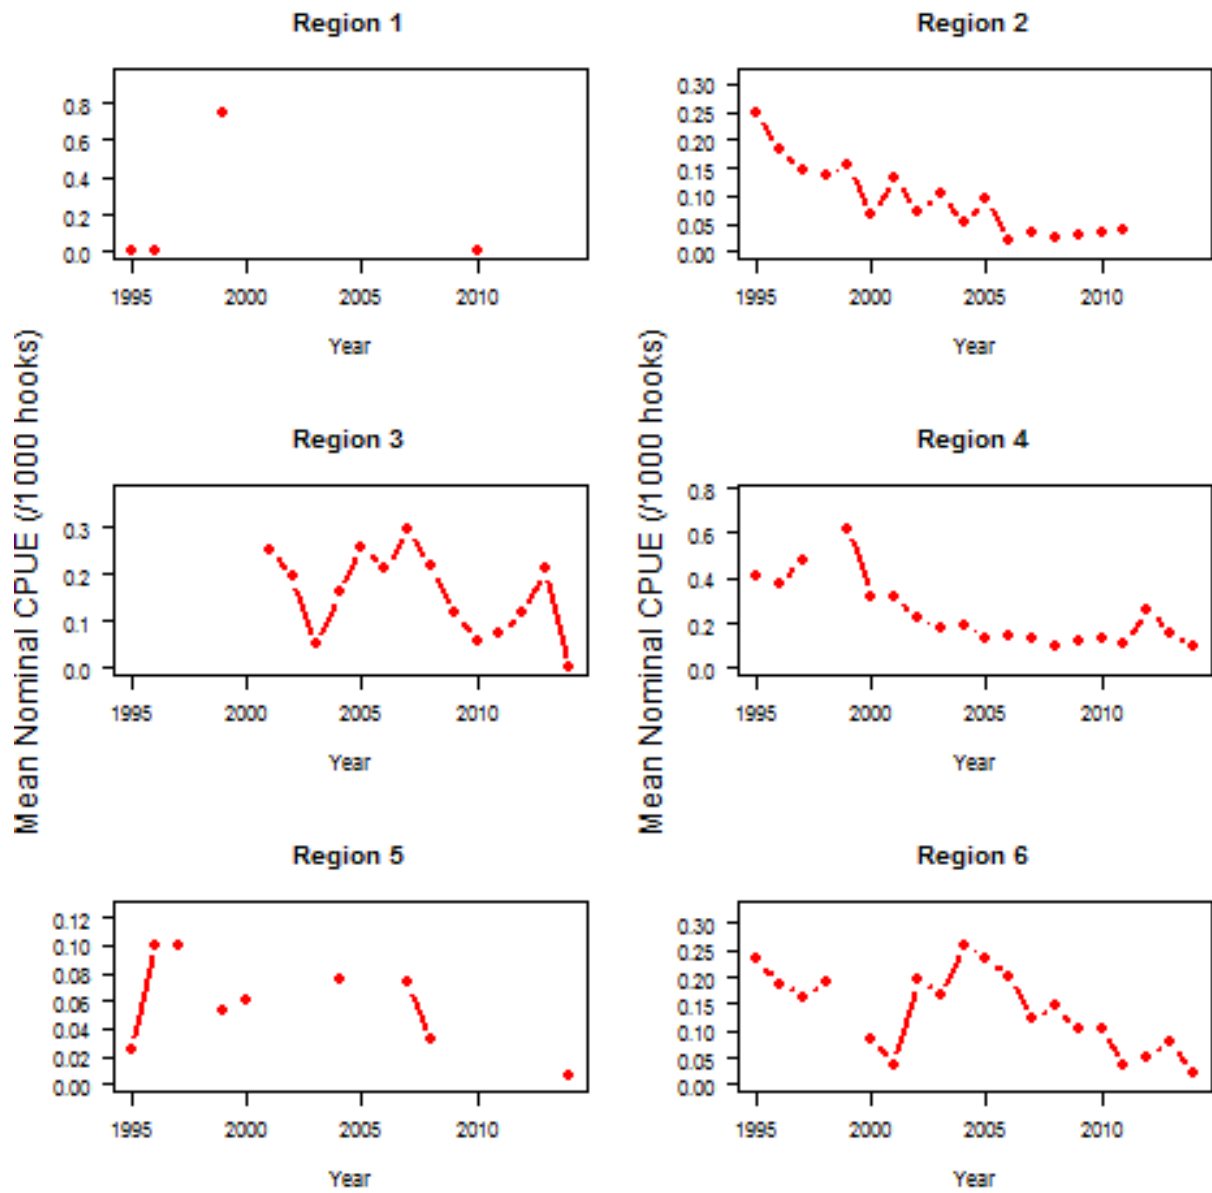 Region 1
0.8
0.6
0.4
0.2
0.0
1995 2000 2005 2010
Year
Region 2
0.30
0.25
0.20
0.15
0.10
0.05
0.00
1995 2000 2005 2010
Year
Mean Nominal CPUE (/1000 hooks)
Mean Nominal CPUE (/1000 hooks)
Region 3
0.3
0.2
0.1
0.0
1995 2000 2005 2010
Year
Region 4
0.8
0.6
0.4
0.2
0.0
1995 2000 2005 2010
Year
Region 5
0.12
0.10
0.08
0.06
0.04
0.02
0.00
1995 2000 2005 2010
Year
Region 6
0.30
0.25
0.20
0.15
0.10
0.05
0.00
1995 2000 2005 2010
Year